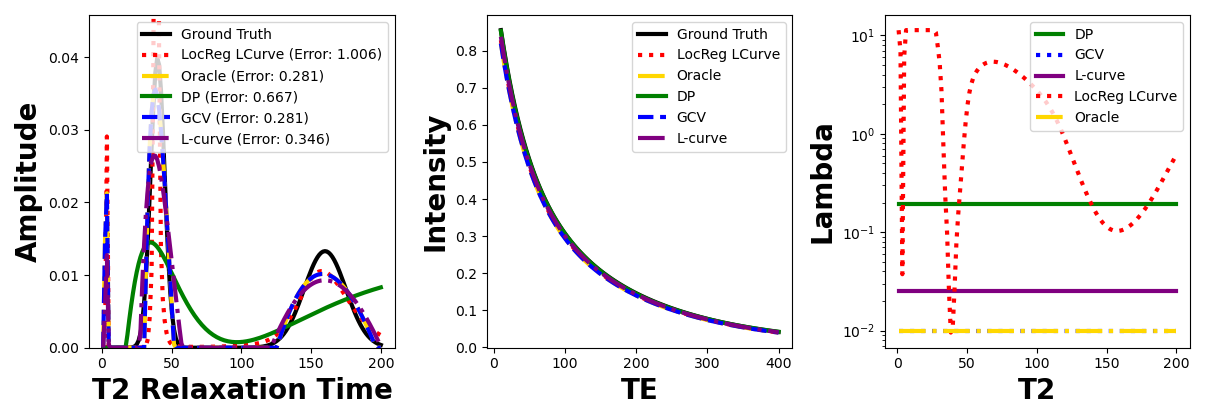 Amplitude
0.04
0.03
0.02
0.01
0.00
Ground Truth
LocReg LCurve (Error: 1.006)
Oracle (Error: 0.281)
DP (Error: 0.667)
GCV (Error: 0.281)
L-curve (Error: 0.346)
0 50 100 150 200
T2 Relaxation Time
Intensity
0.8
0.7
0.6
0.5
0.4
0.3
0.2
0.1
0.0
Ground Truth
LocReg LCurve
Oracle
DP
GCV
L-curve
0 100 200 300 400
TE
Lambda
10¹
10⁰
10⁻¹
10⁻²
DP
GCV
L-curve
LocReg LCurve
Oracle
0 50 100 150 200
T2